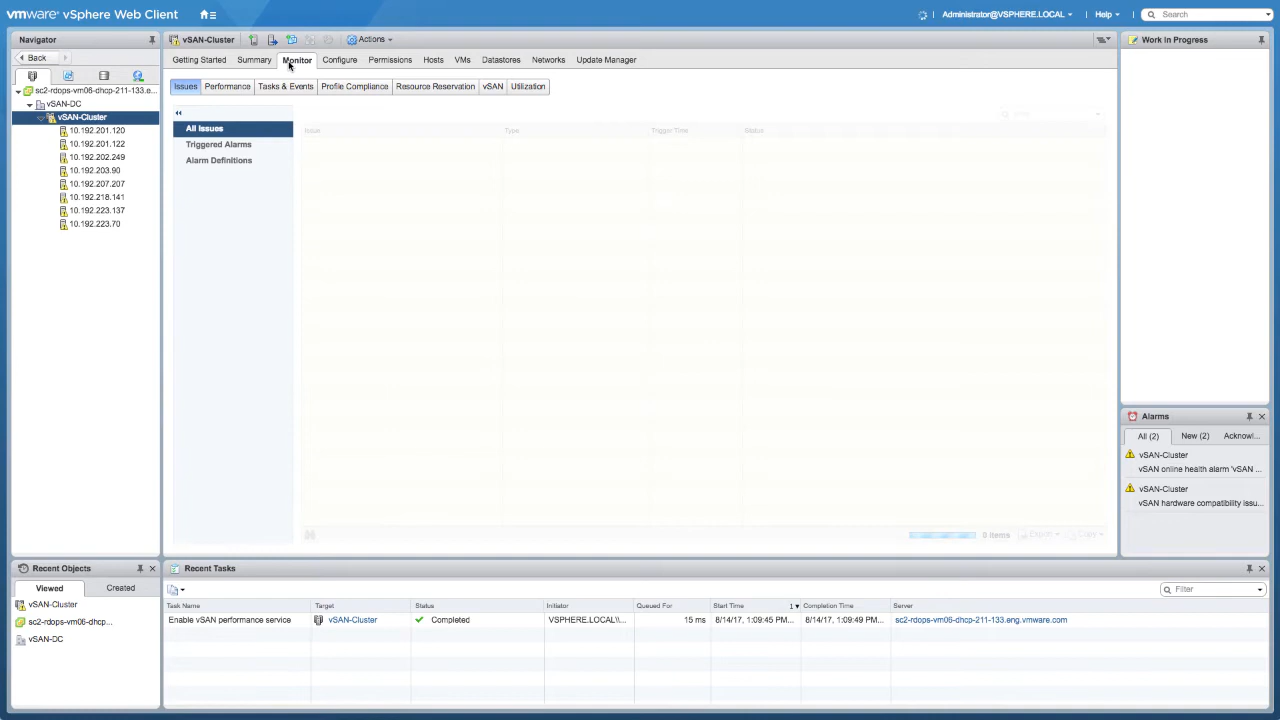 vmware® vSphere Web Client
Administrator@VSPHERE.LOCAL
Help
Search
Navigator
Back
sc2-rdops-vm06-dhcp-211-133.e...
vSAN-DC
vSAN-Cluster
10.192.201.120
10.192.201.122
10.192.202.249
10.192.203.90
10.192.207.207
10.192.218.141
10.192.223.137
10.192.223.70
vSAN-Cluster
Actions
Getting Started
Summary
Monitor
Configure
Permissions
Hosts
VMs
Datastores
Networks
Update Manager
Issues
Performance
Tasks & Events
Profile Compliance
Resource Reservation
vSAN
Utilization
All Issues
Triggered Alarms
Alarm Definitions
Issue
Type
Trigger Time
Status
0 items
Export
Copy
Work In Progress
Alarms
All (2)
New (2)
Acknowl...
vSAN-Cluster
vSAN online health alarm 'vSAN ...
vSAN-Cluster
vSAN hardware compatibility issu...
Recent Objects
Viewed
Created
vSAN-Cluster
sc2-rdops-vm06-dhcp...
vSAN-DC
Recent Tasks
Filter
Task Name
Target
Status
Initiator
Queued For
Start Time
1
Completion Time
Server
Enable vSAN performance service
vSAN-Cluster
Completed
VSPHERE.LOCAL\\...
15 ms
8/14/17, 1:09:45 PM...
8/14/17, 1:09:49 PM...
sc2-rdops-vm06-dhcp-211-133.eng.vmware.com